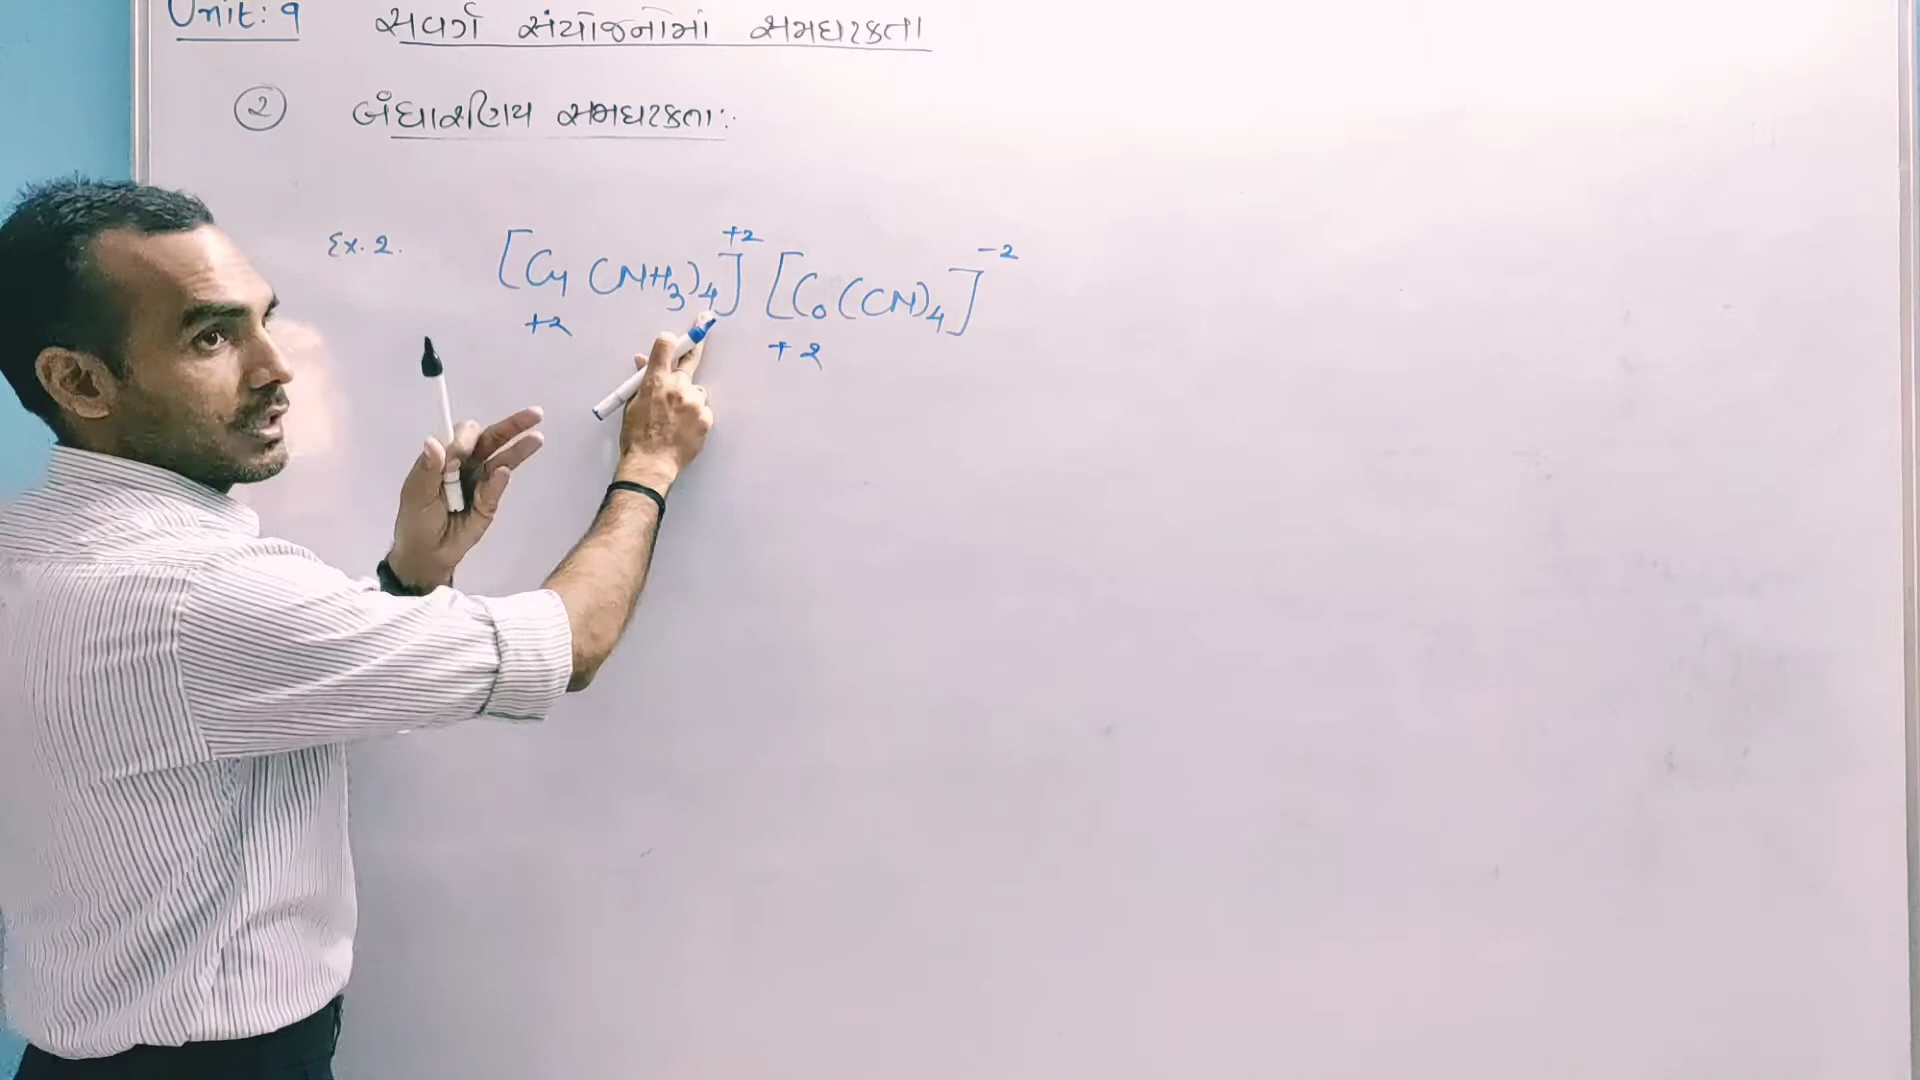 Unit: 9 સવર્ગ સંયોજનોમાં સમઘટકતા
૨ બંધારણિય સમઘટકતા:
Ex. 2. [Cu (NH3)4]+2 [Co(CN)4]-2
+2 +2